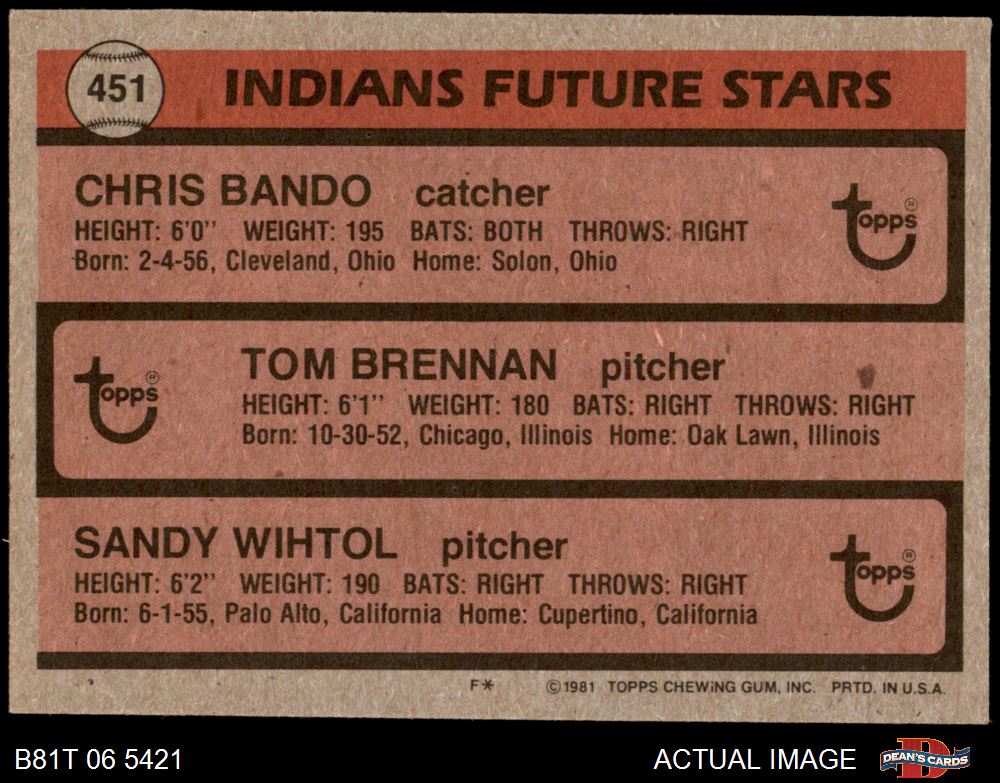 451 INDIANS FUTURE STARS
CHRIS BANDO catcher
HEIGHT: 6'0" WEIGHT: 195 BATS: BOTH THROWS: RIGHT
Born: 2-4-56, Cleveland, Ohio Home: Solon, Ohio
topps®
TOM BRENNAN pitcher
HEIGHT: 6'1" WEIGHT: 180 BATS: RIGHT THROWS: RIGHT
Born: 10-30-52, Chicago, Illinois Home: Oak Lawn, Illinois
topps®
SANDY WIHTOL pitcher
HEIGHT: 6'2" WEIGHT: 190 BATS: RIGHT THROWS: RIGHT
Born: 6-1-55, Palo Alto, California Home: Cupertino, California
topps®
F* ©1981 TOPPS CHEWING GUM, INC. PRTD. IN U.S.A.
B81T 06 5421 ACTUAL IMAGE D DEAN'S CARDS